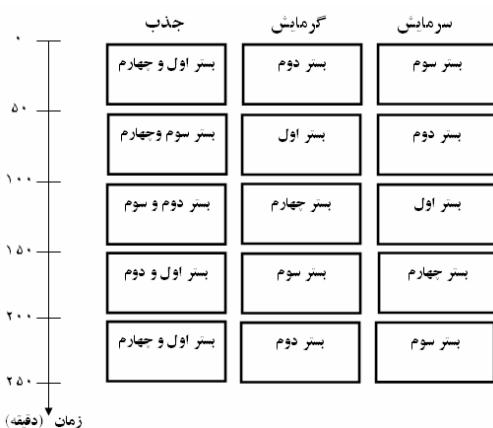 سرمایش گرمایش جذب
۰
بستر سوم بستر دوم بستر اول و چهارم
۵۰
بستر دوم بستر اول بستر سوم وچهارم
۱۰۰
بستر اول بستر چهارم بستر دوم و سوم
۱۵۰
بستر چهارم بستر سوم بستر اول و دوم
۲۰۰
بستر سوم بستر دوم بستر اول و چهارم
۲۵۰
زمان (دقیقه)